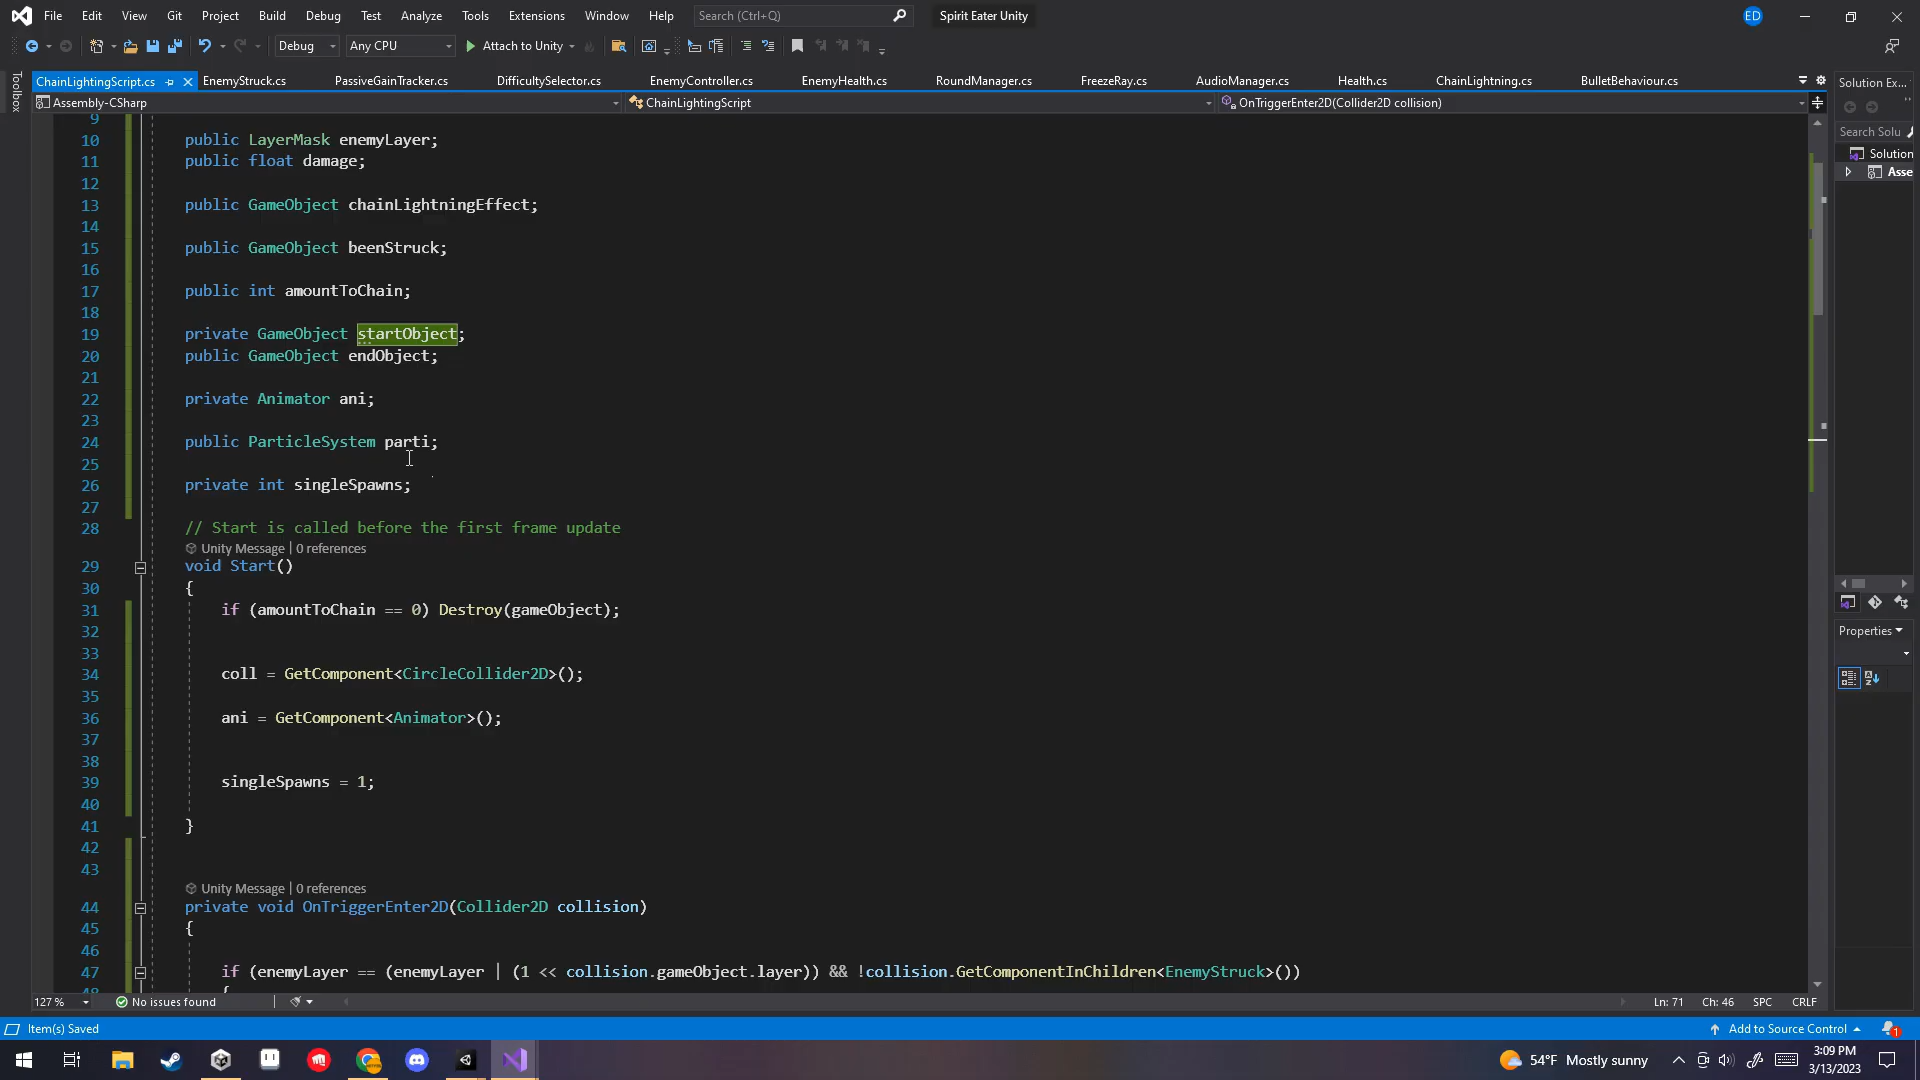 File Edit View Git Project Build Debug Test Analyze Tools Extensions Window Help Search (Ctrl+Q) Spirit Eater Unity ED
Debug Any CPU Attach to Unity
Toolbox
ChainLightingScript.cs EnemyStruck.cs PassiveGainTracker.cs DifficultySelector.cs EnemyController.cs EnemyHealth.cs RoundManager.cs FreezeRay.cs AudioManager.cs Health.cs ChainLightning.cs BulletBehaviour.cs
Assembly-CSharp ChainLightingScript OnTriggerEnter2D(Collider2D collision)
9
10 public LayerMask enemyLayer;
11 public float damage;
12
13 public GameObject chainLightningEffect;
14
15 public GameObject beenStruck;
16
17 public int amountToChain;
18
19 private GameObject startObject;
20 public GameObject endObject;
21
22 private Animator ani;
23
24 public ParticleSystem parti;
25
26 private int singleSpawns;
27
28 // Start is called before the first frame update
Unity Message | 0 references
29 void Start()
30 {
31 if (amountToChain == 0) Destroy(gameObject);
32
33
34 coll = GetComponent<CircleCollider2D>();
35
36 ani = GetComponent<Animator>();
37
38
39 singleSpawns = 1;
40
41 }
42
43
Unity Message | 0 references
44 private void OnTriggerEnter2D(Collider2D collision)
45 {
46
47 if (enemyLayer == (enemyLayer | (1 << collision.gameObject.layer)) && !collision.GetComponentInChildren<EnemyStruck>())
48 {
127 % No issues found Ln: 71 Ch: 46 SPC CRLF
Solution Ex...
Search Solu
Solution
Asse
Properties
Item(s) Saved Add to Source Control 1
54°F Mostly sunny 3:09 PM
3/13/2023